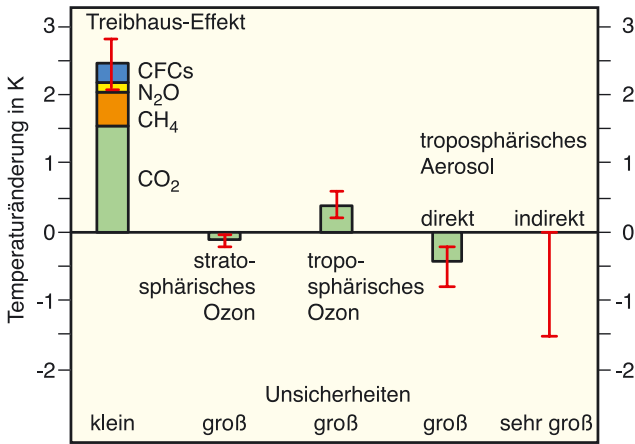 Treibhaus-Effekt
Temperaturänderung in K
3
2
1
0
-1
-2
3
2
1
0
-1
-2
CFCs
N₂O
CH₄
CO₂
troposphärisches
Aerosol
direkt
indirekt
strato-
sphärisches
Ozon
tropo-
sphärisches
Ozon
Unsicherheiten
klein
groß
groß
groß
sehr groß